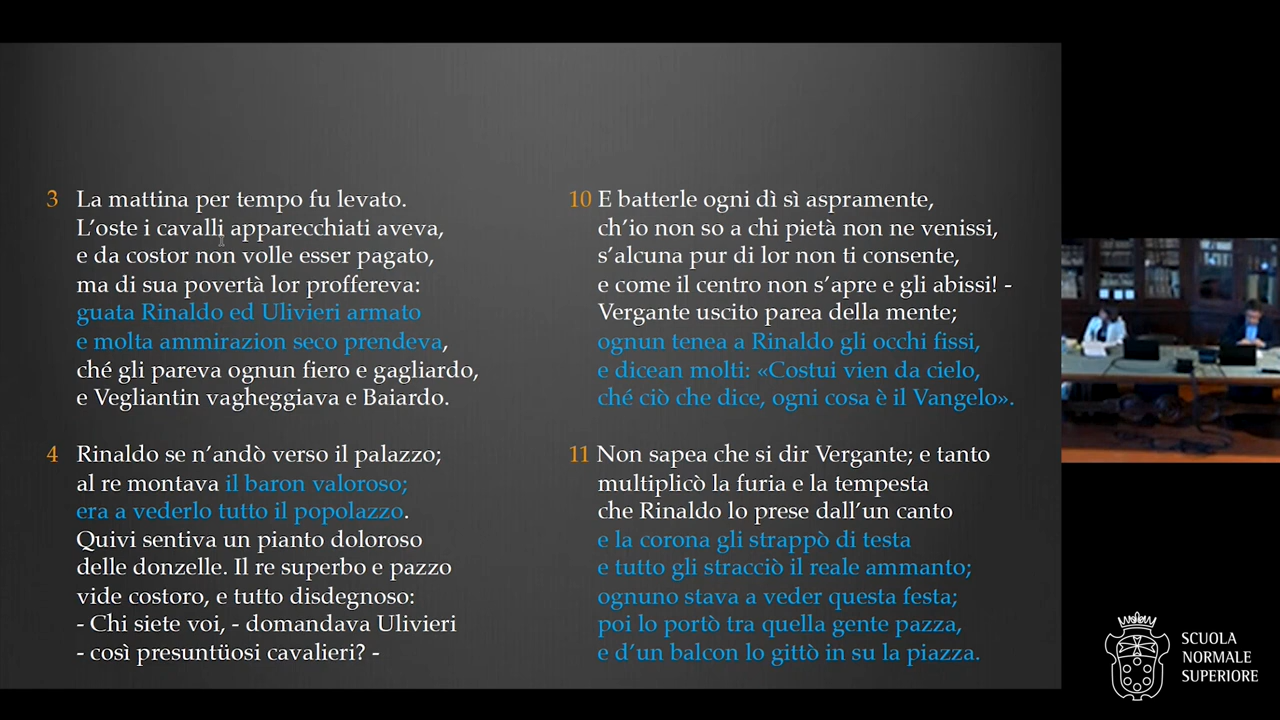 3 La mattina per tempo fu levato.
L'oste i cavalli apparecchiati aveva,
e da costor non volle esser pagato,
ma di sua povertà lor proffereva:
guata Rinaldo ed Ulivieri armato
e molta ammirazion seco prendeva,
ché gli pareva ognun fiero e gagliardo,
e Vegliantin vagheggiava e Baiardo.
4 Rinaldo se n'andò verso il palazzo;
al re montava il baron valoroso;
era a vederlo tutto il popolazzo.
Quivi sentiva un pianto doloroso
delle donzelle. Il re superbo e pazzo
vide costoro, e tutto disdegnoso:
- Chi siete voi, - domandava Ulivieri
- così presuntüosi cavalieri? -
10 E batterle ogni dì sì aspramente,
ch'io non so a chi pietà non ne venissi,
s'alcuna pur di lor non ti consente,
e come il centro non s'apre e gli abissi! -
Vergante uscito parea della mente;
ognun tenea a Rinaldo gli occhi fissi,
e dicean molti: «Costui vien da cielo,
ché ciò che dice, ogni cosa è il Vangelo».
11 Non sapea che si dir Vergante; e tanto
multiplicò la furia e la tempesta
che Rinaldo lo prese dall'un canto
e la corona gli strappò di testa
e tutto gli stracciò il reale ammanto;
ognuno stava a veder questa festa;
poi lo portò tra quella gente pazza,
e d'un balcon lo gittò in su la piazza.
SCUOLA
NORMALE
SUPERIORE